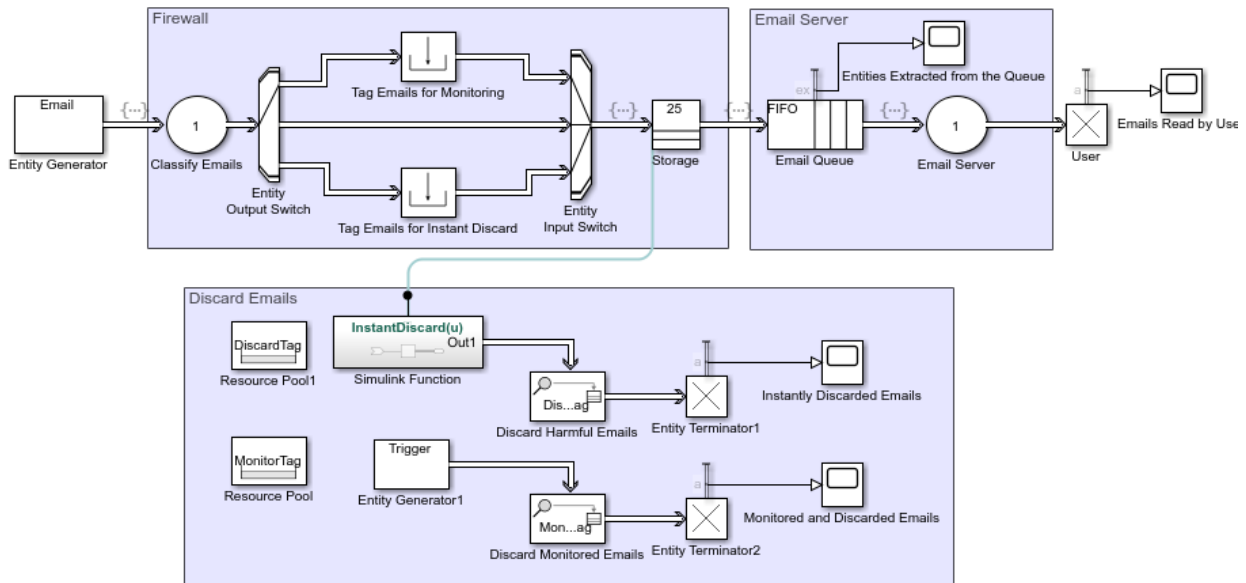 Firewall
Email Server
Tag Emails for Monitoring
ex
Entities Extracted from the Queue
a
Emails Read by Use
Email
{...}
1
{...}
25
{...}
FIFO
{...}
1
Entity Generator
Classify Emails
Storage
Email Queue
Email Server
User
Entity
Output Switch
Tag Emails for Instant Discard
Entity
Input Switch
Discard Emails
DiscardTag
Resource Pool1
InstantDiscard(u)
Out1
Simulink Function
a
Instantly Discarded Emails
Dis...ag
Discard Harmful Emails
Entity Terminator1
MonitorTag
Resource Pool
Trigger
Entity Generator1
a
Monitored and Discarded Emails
Mon...ag
Discard Monitored Emails
Entity Terminator2